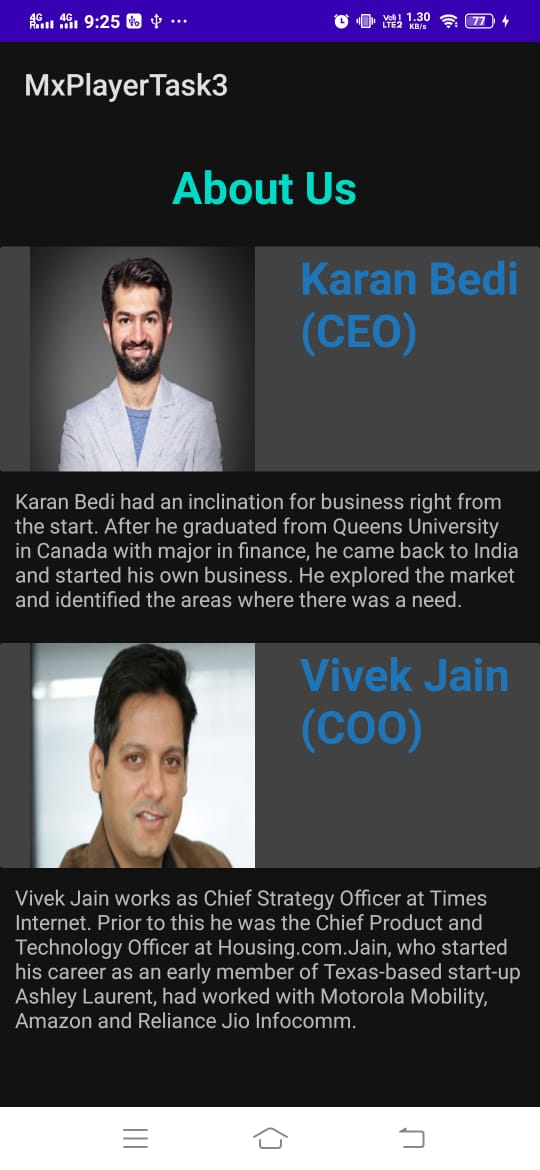 4G 4G 9:25 Vo) 1.30 77
LTE2 KB/s
MxPlayerTask3
About Us
Karan Bedi
(CEO)
Karan Bedi had an inclination for business right from
the start. After he graduated from Queens University
in Canada with major in finance, he came back to India
and started his own business. He explored the market
and identified the areas where there was a need.
Vivek Jain
(COO)
Vivek Jain works as Chief Strategy Officer at Times
Internet. Prior to this he was the Chief Product and
Technology Officer at Housing.com.Jain, who started
his career as an early member of Texas-based start-up
Ashley Laurent, had worked with Motorola Mobility,
Amazon and Reliance Jio Infocomm.